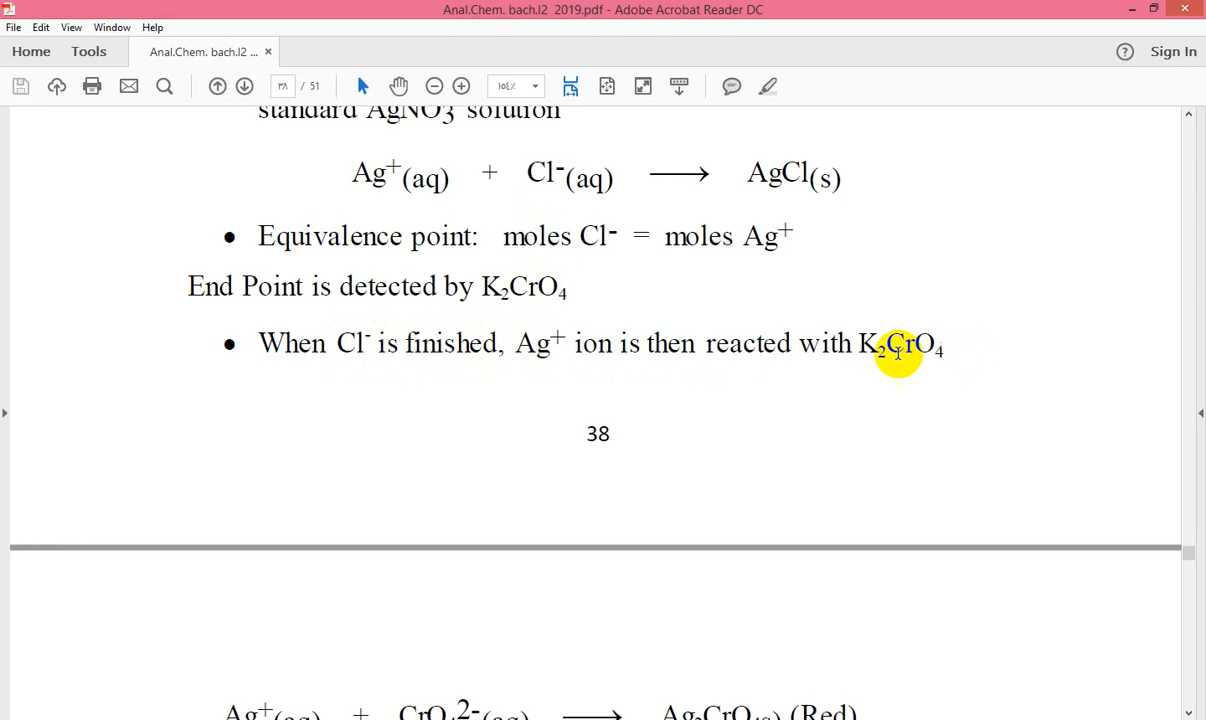 Anal.Chem. bach.l2 2019.pdf - Adobe Acrobat Reader DC
File Edit View Window Help
Home Tools Anal.Chem. bach.l2 ... × ? Sign In
٣٨ / 51 ١٥٤٪
standard AgNO3 solution
Ag+(aq) + Cl-(aq) ⟶ AgCl(s)
• Equivalence point: moles Cl- = moles Ag+
End Point is detected by K₂CrO₄
• When Cl- is finished, Ag+ ion is then reacted with K₂CrO₄
38
Ag+(aq) + CrO₄2-(aq) ⟶ Ag₂CrO₄(s) (Red)